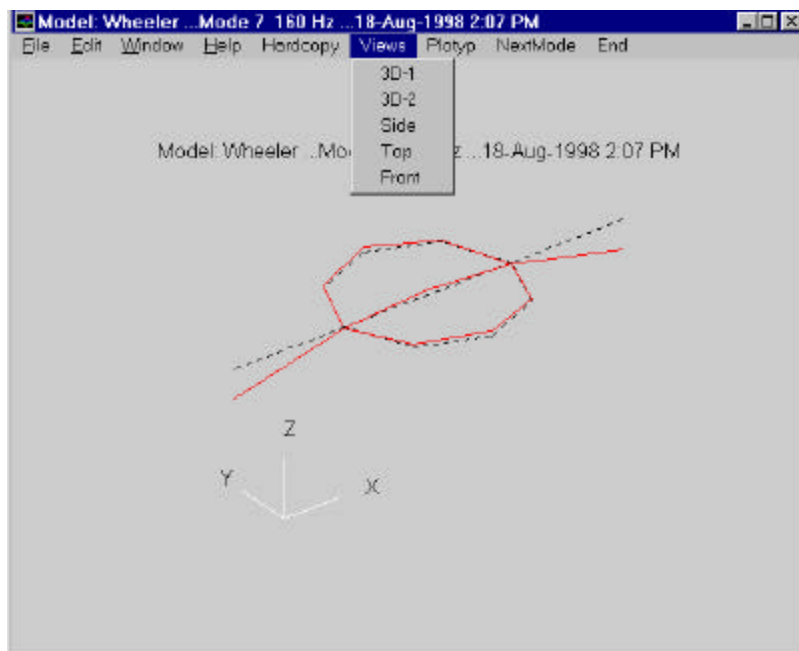 Model: Wheeler ...Mode 7 160 Hz ...18-Aug-1998 2:07 PM
File Edit Window Help Hardcopy Views Plotyp NextMode End
3D-1
3D-2
Side
Top
Front
Model: Wheeler ...Mo z ...18-Aug-1998 2:07 PM
Z
Y
X